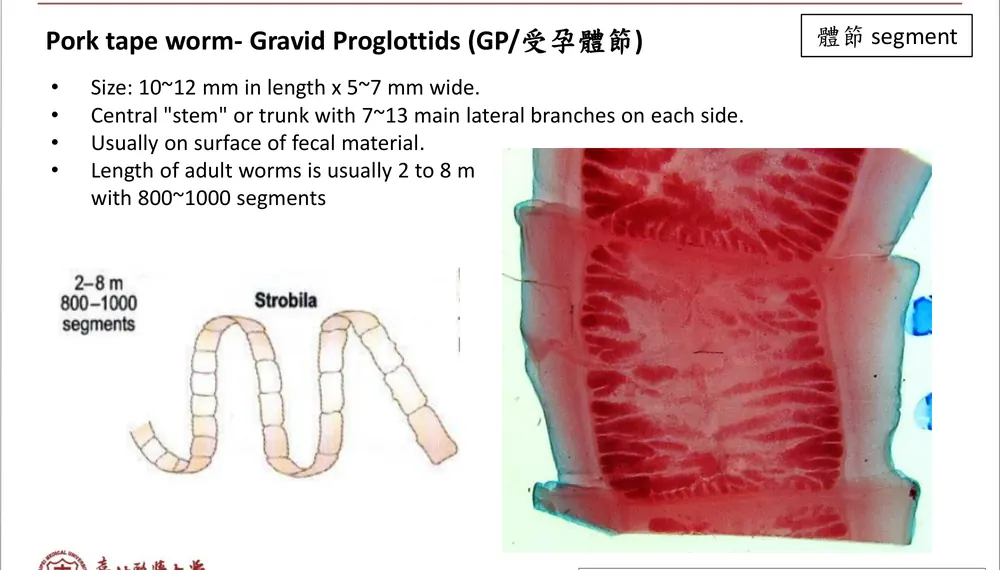 Pork tape worm- Gravid Proglottids (GP/受孕體節)
體節 segment
• Size: 10~12 mm in length x 5~7 mm wide.
• Central "stem" or trunk with 7~13 main lateral branches on each side.
• Usually on surface of fecal material.
• Length of adult worms is usually 2 to 8 m
with 800~1000 segments
2–8 m
800–1000
segments
Strobila